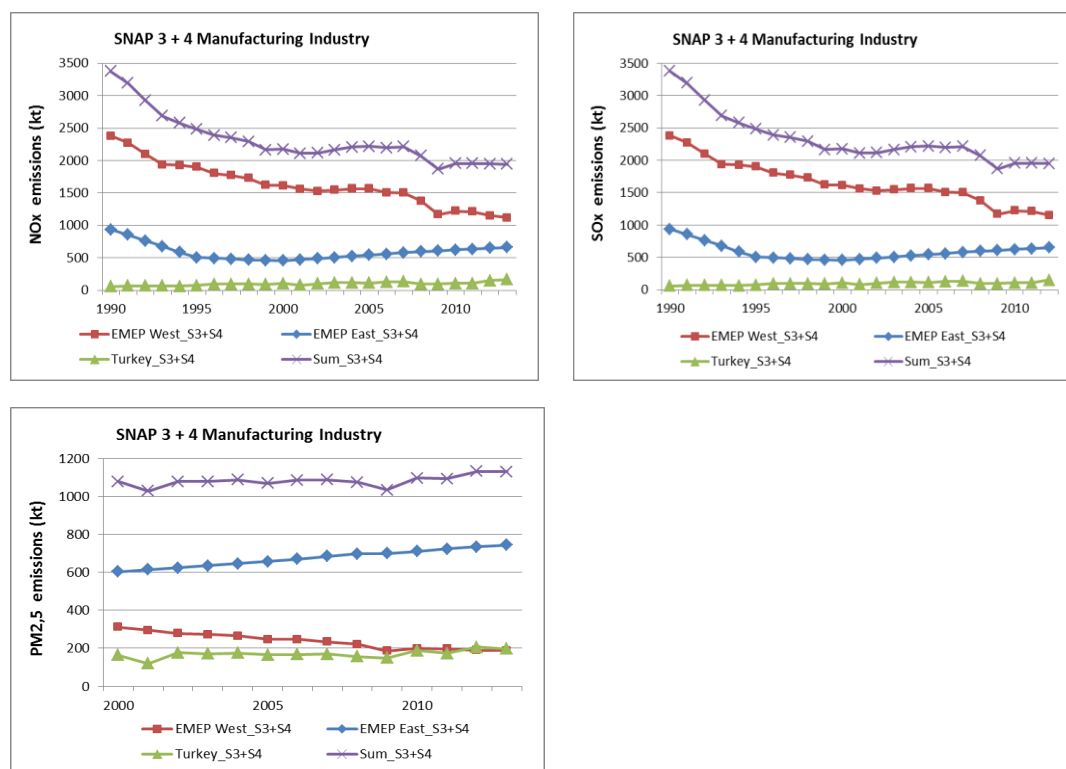 SNAP 3 + 4 Manufacturing Industry
NOx emissions (kt)
3500
3000
2500
2000
1500
1000
500
0
1990 1995 2000 2005 2010
EMEP West_S3+S4 EMEP East_S3+S4
Turkey_S3+S4 Sum_S3+S4
SNAP 3 + 4 Manufacturing Industry
SOx emissions (kt)
3500
3000
2500
2000
1500
1000
500
0
1990 1995 2000 2005 2010
EMEP West_S3+S4 EMEP East_S3+S4
Turkey_S3+S4 Sum_S3+S4
SNAP 3 + 4 Manufacturing Industry
PM2,5 emissions (kt)
1200
1000
800
600
400
200
0
2000 2005 2010
EMEP West_S3+S4 EMEP East_S3+S4
Turkey_S3+S4 Sum_S3+S4